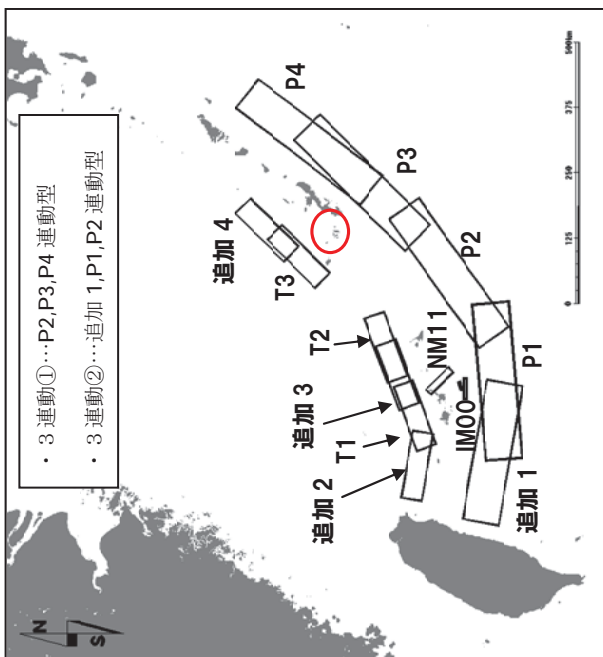 ・3連動①…P2,P3,P4 連動型
・3連動②…追加 1,P1,P2 連動型
N
S
P4
追加 4
P3
T3
P2
T2
NM11
追加 3
P1
T1
IM00
追加 2
追加 1
0 125 250 375 500km